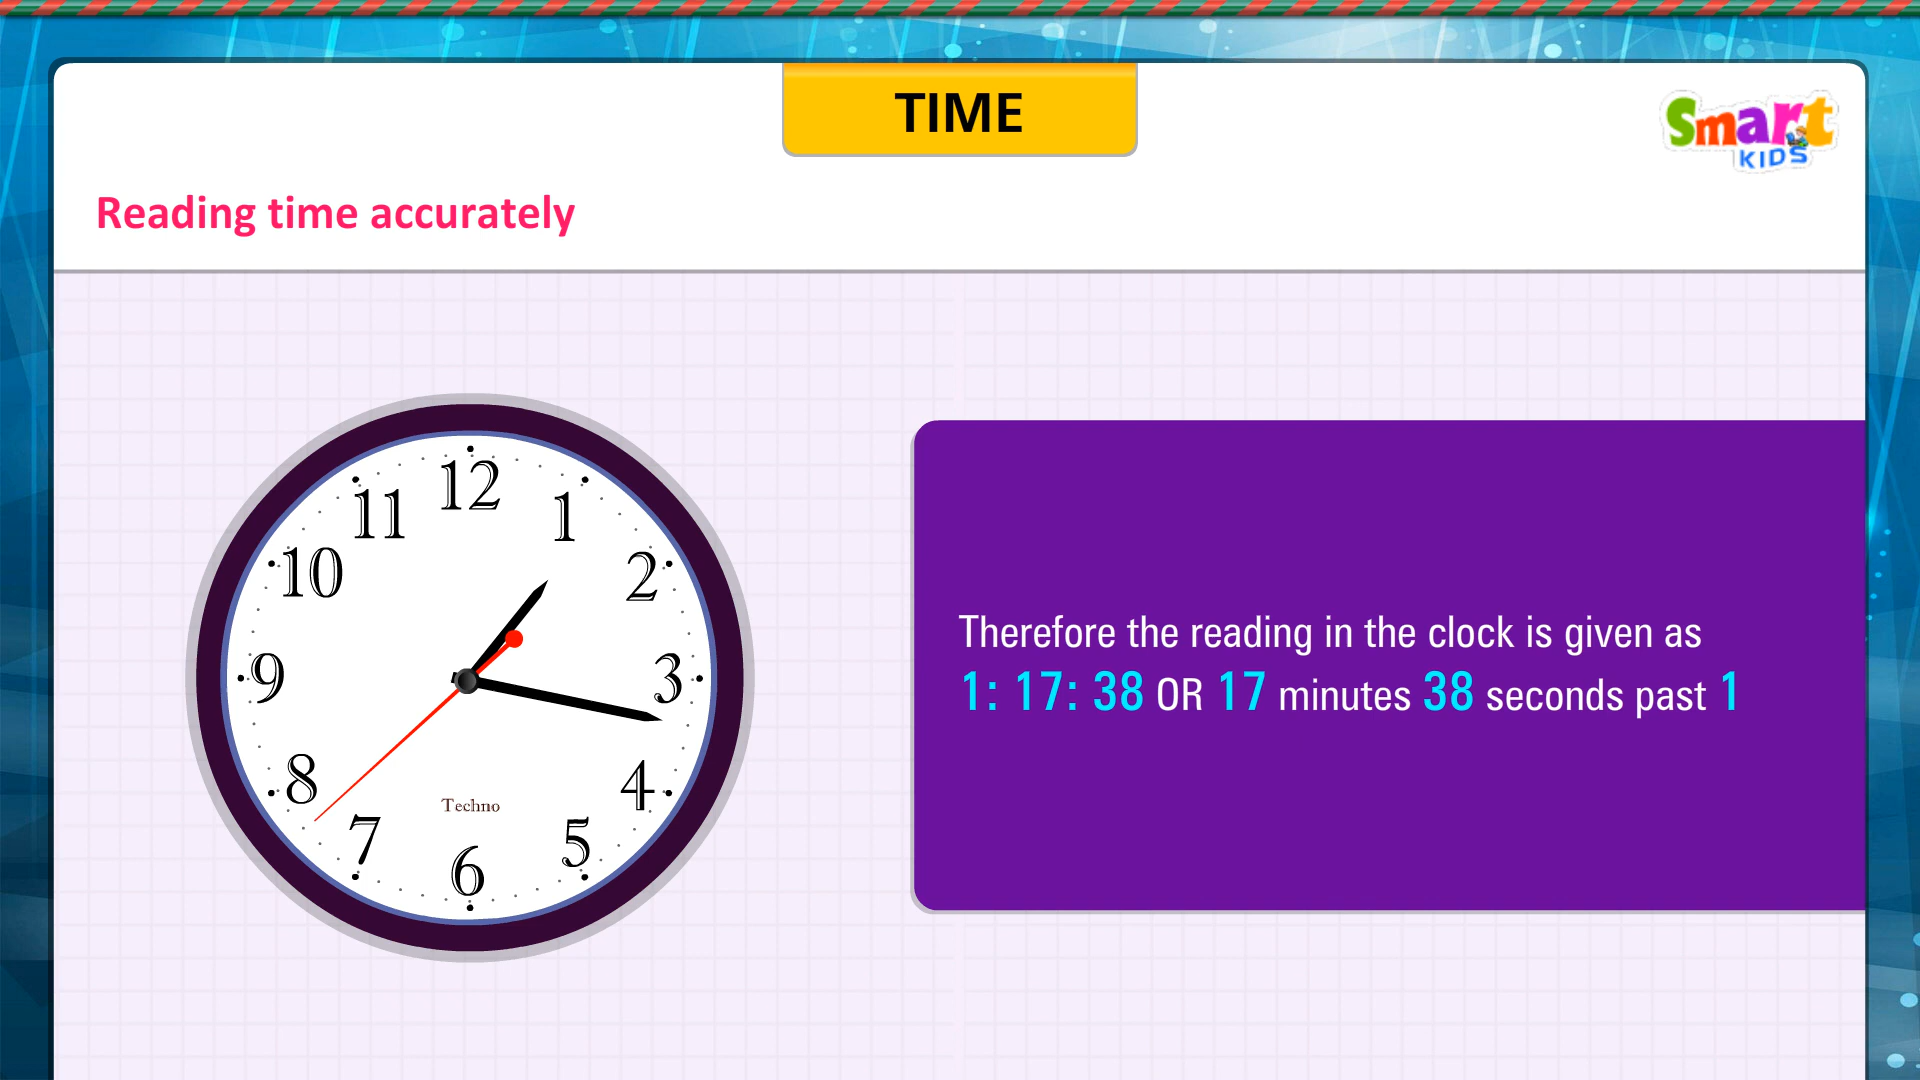 TIME
Smart
KIDS
Reading time accurately
12
11
1
10
2
9
3
8
4
Techno
7
5
6
Therefore the reading in the clock is given as
1: 17: 38 OR 17 minutes 38 seconds past 1